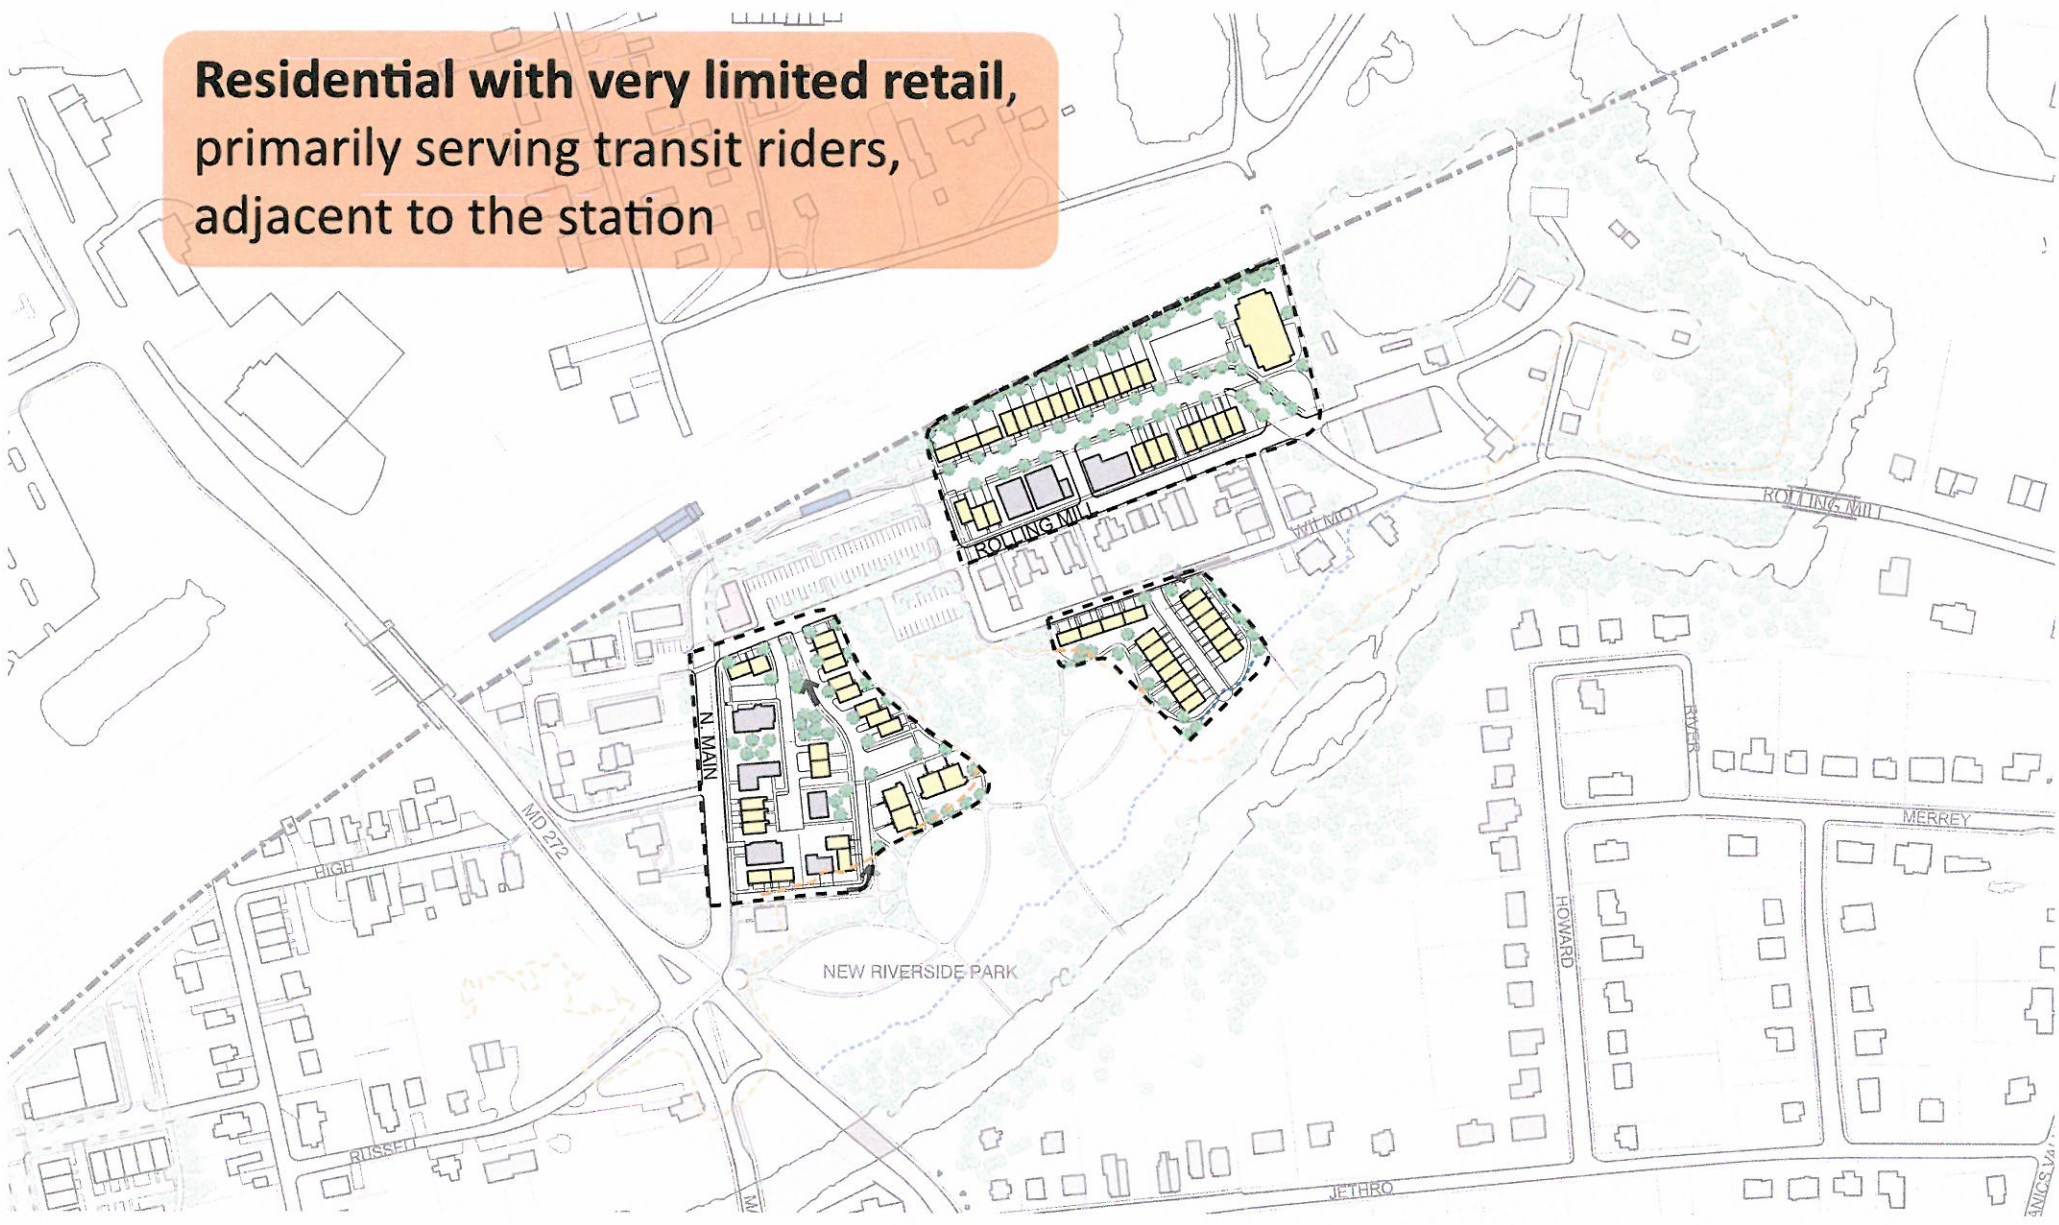 Residential with very limited retail,
primarily serving transit riders,
adjacent to the station
ROLLING MILL
ROLLING MILL
WILMOT
N. MAIN
MD 272
RIVER
MERREY
HIGH
HOWARD
NEW RIVERSIDE PARK
RUSSELL
JETHRO